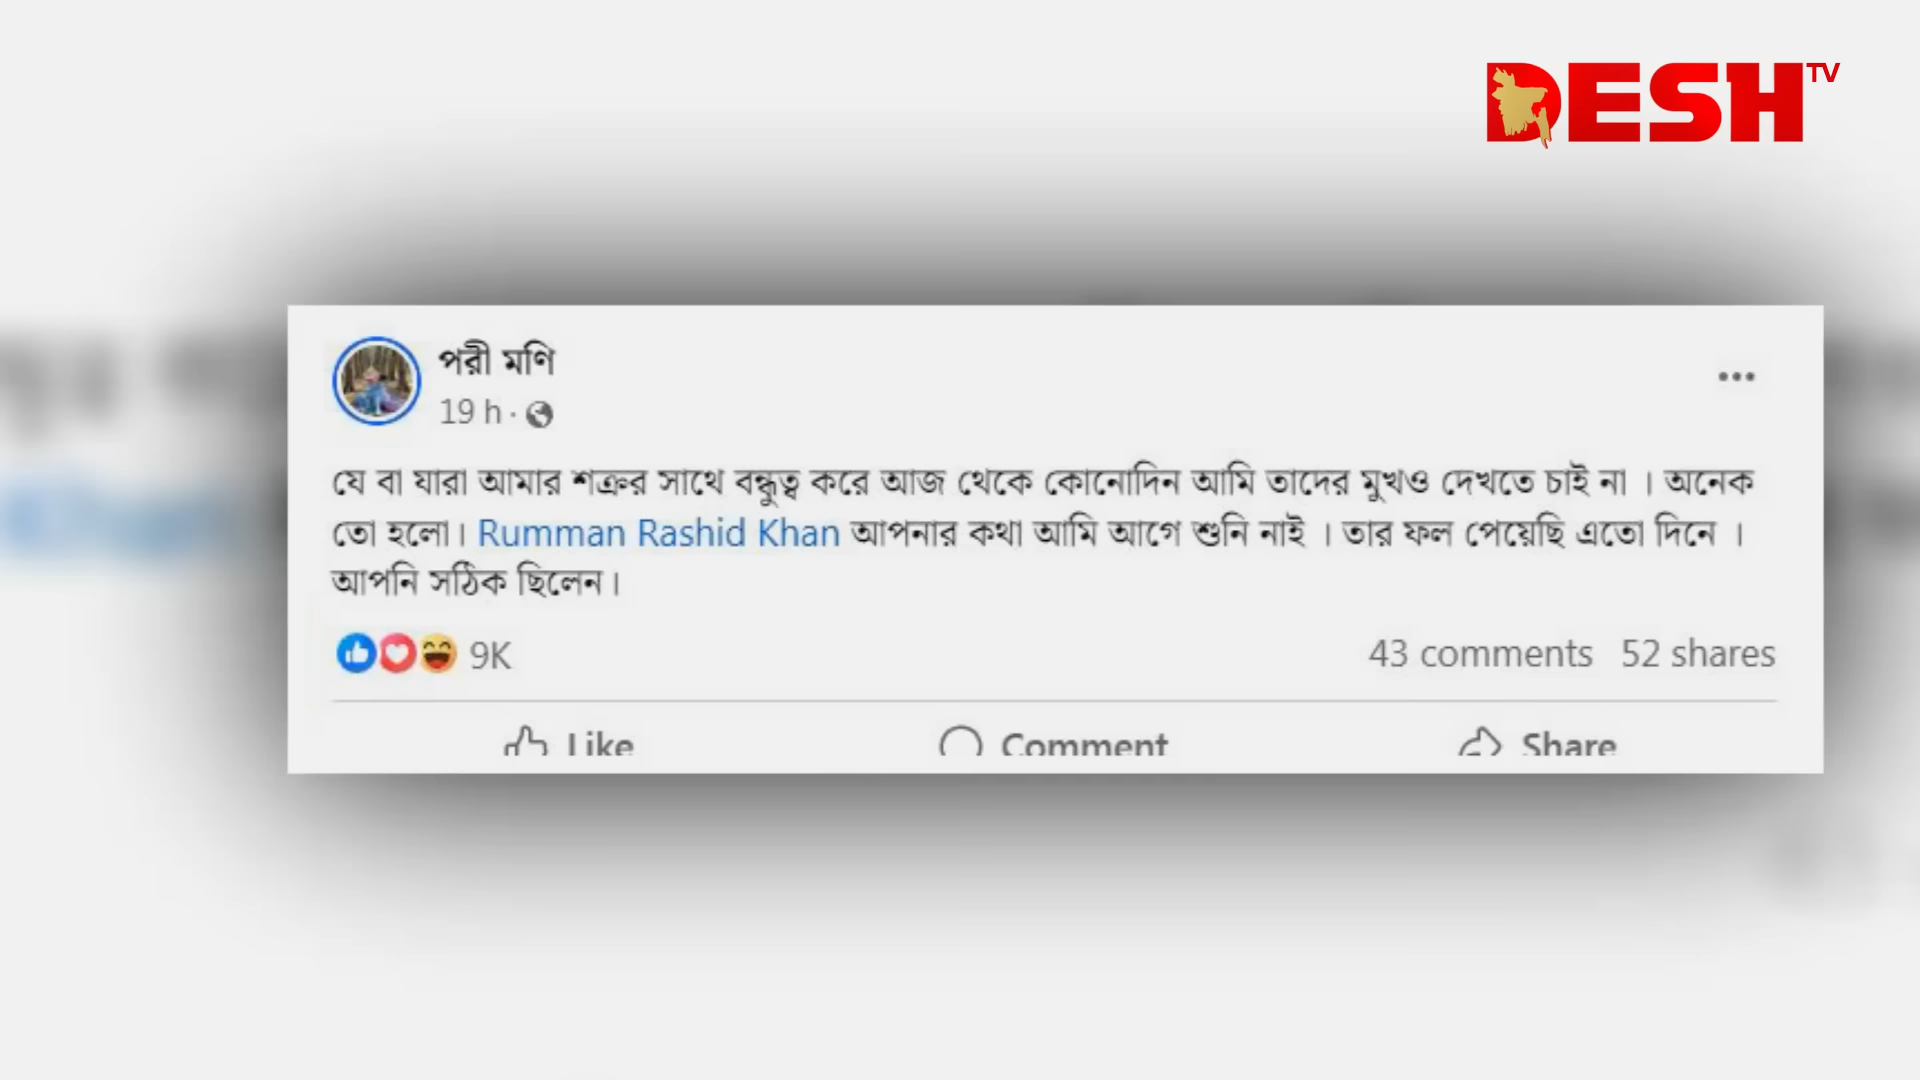 DESH TV
পরী মণি
19 h ·
যে বা যারা আমার শত্রুর সাথে বন্ধুত্ব করে আজ থেকে কোনোদিন আমি তাদের মুখও দেখতে চাই না । অনেক
তো হলো। Rumman Rashid Khan আপনার কথা আমি আগে শুনি নাই । তার ফল পেয়েছি এতো দিনে ।
আপনি সঠিক ছিলেন।
9K 43 comments 52 shares
Like Comment Share